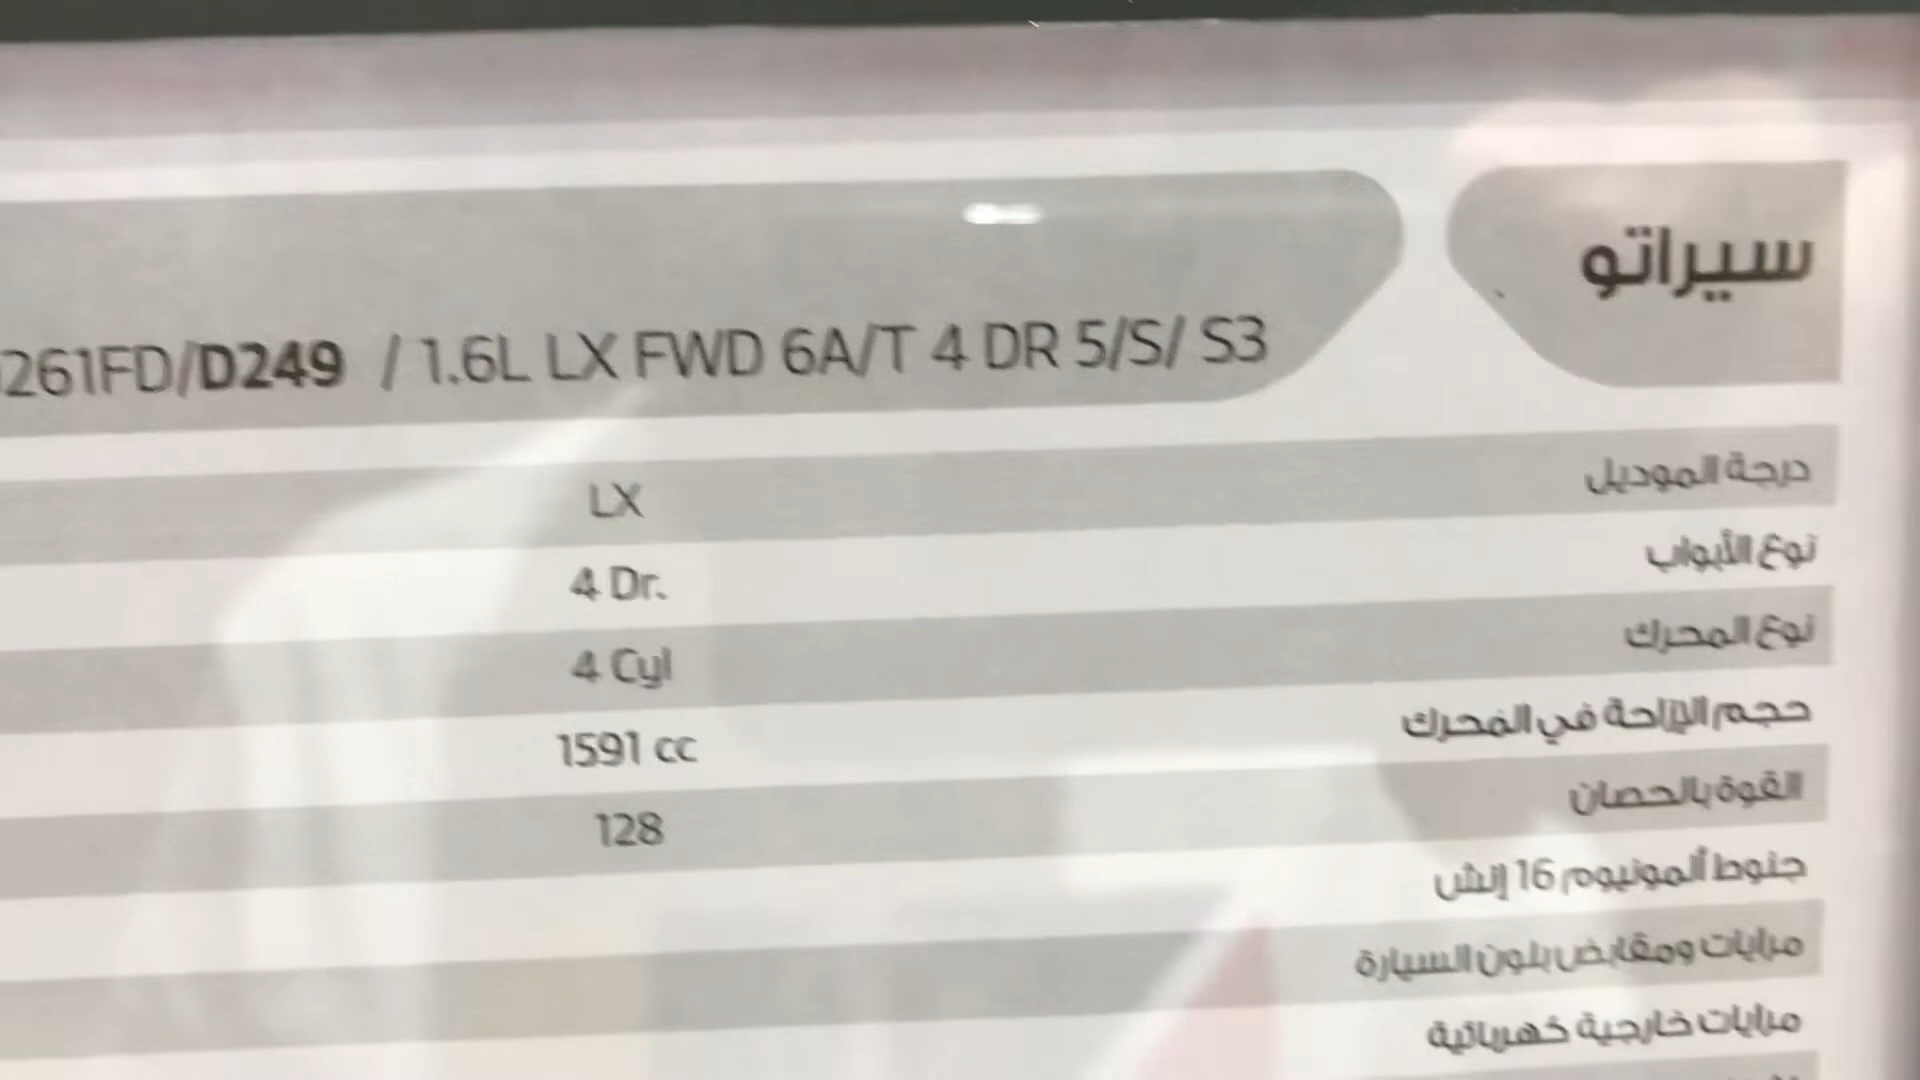 سيراتو
261FD/D249 / 1.6L LX FWD 6A/T 4 DR 5/S/ S3
درجة الموديل LX
نوع الأبواب 4 Dr.
نوع المحرك 4 Cyl
حجم الإزاحة في المحرك 1591 cc
القوة بالحصان 128
جنوط ألمونيوم 16 إنش
مرايات ومقابض بلون السيارة
مرايات خارجية كهربائية